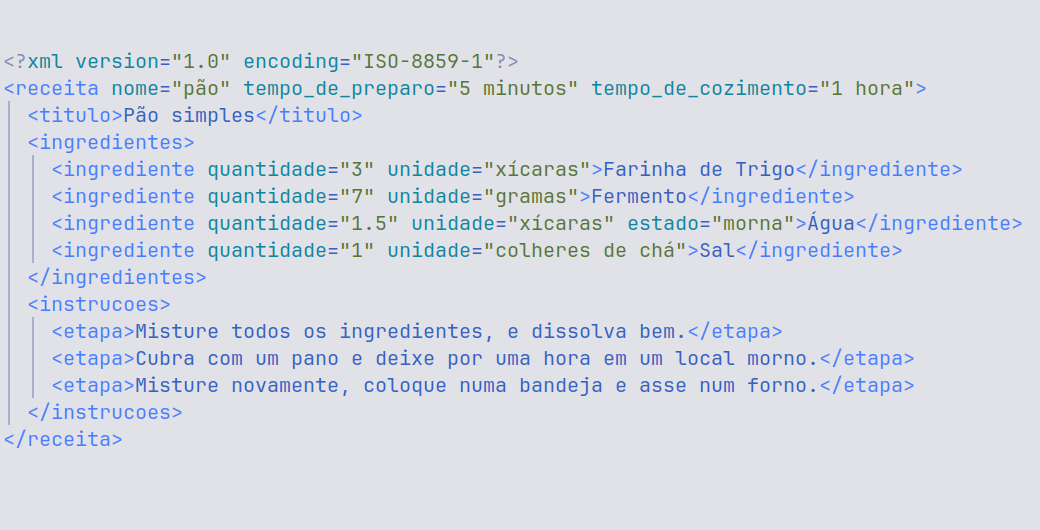 <?xml version="1.0" encoding="ISO-8859-1"?>
<receita nome="pão" tempo_de_preparo="5 minutos" tempo_de_cozimento="1 hora">
<titulo>Pão simples</titulo>
<ingredientes>
<ingrediente quantidade="3" unidade="xícaras">Farinha de Trigo</ingrediente>
<ingrediente quantidade="7" unidade="gramas">Fermento</ingrediente>
<ingrediente quantidade="1.5" unidade="xícaras" estado="morna">Água</ingrediente>
<ingrediente quantidade="1" unidade="colheres de chá">Sal</ingrediente>
</ingredientes>
<instrucoes>
<etapa>Misture todos os ingredientes, e dissolva bem.</etapa>
<etapa>Cubra com um pano e deixe por uma hora em um local morno.</etapa>
<etapa>Misture novamente, coloque numa bandeja e asse num forno.</etapa>
</instrucoes>
</receita>